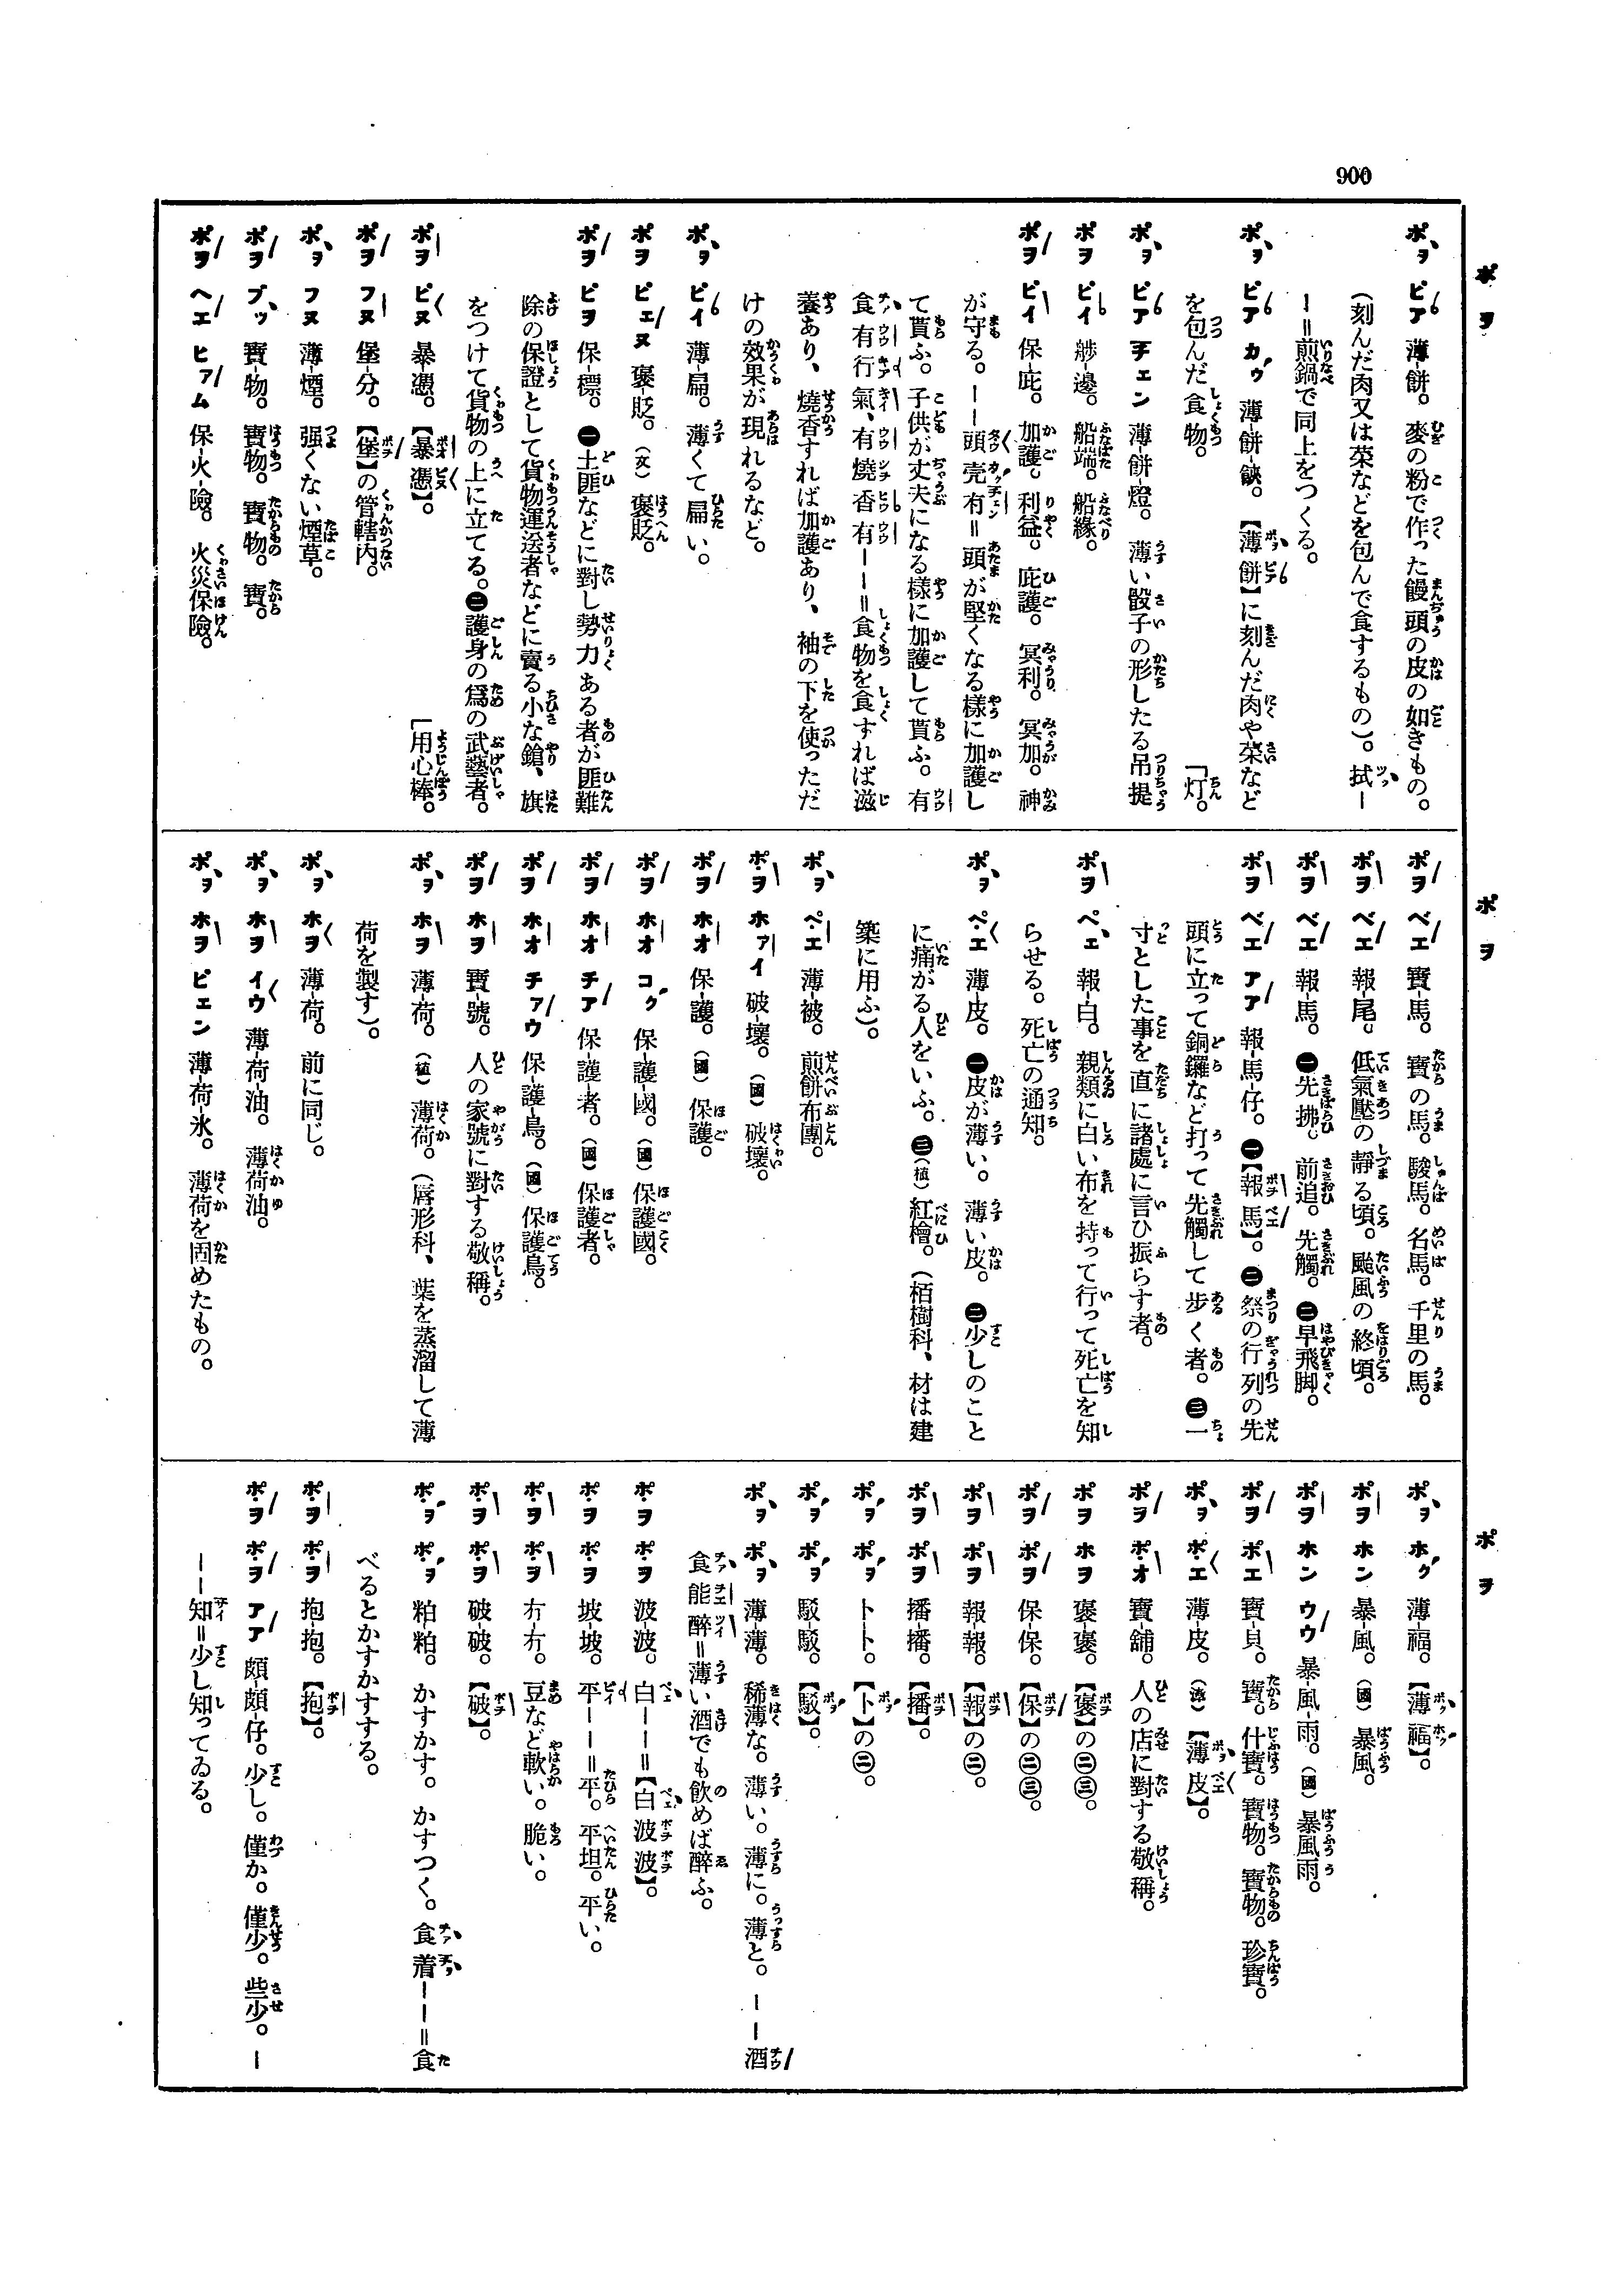 900
ポヲ
ポヲ
ポヲ
ポヲ ピア 薄-餅。 麥の粉で作った饅頭の皮の如きもの。
(刻んだ肉又は菜などを包んで食するもの)。拭ー
ー=煎鍋で同上をつくる。
ポヲ ピア カウ 薄-餅-餃。 【薄餅】に刻んだ肉や菜など
を包んだ食物。 「灯。
ポヲ ピア チェン 薄-餅-燈。 薄い骰子の形したる吊提
ポヲ ピイ 船端。船緣。
ポヲ ピイ 保-庇。 加護。利益。庇護。冥利。冥加。神
が守る。ーー頭壳有=頭が堅くなる樣に加護し
て貰ふ。子供が丈夫になる樣に加護して貰ふ。有
食有行氣、有燒香有ーー=食物を食すれば滋
養あり、燒香すれば加護あり、袖の下を使っただ
けの效果が現れるなど。
ポヲ ピイ 薄-扁。 薄くて扁い。
ポヲ ピェヌ 褒-貶。(文) 褒貶。
ポヲ ピヲ 保-標。 ㊀土匪などに對し勢力ある者が匪難
除の保證として貨物運送者などに賣る小な鎗、旗
をつけて貨物の上に立てる。㊁護身の爲の武藝者。
ポヲ ピヌ 暴-憑。 【暴憑】。 「用心棒。
ポヲ フヌ 堡-分。 【堡】の管轄內。
ポヲ フヌ 薄-煙。 强くない煙草。
ポヲ ブッ 寶-物。 寶物。寶物。寶。
ポヲ ヘエ ヒァム 保-火-險。 火災保險。
ポヲ ベエ 寶-馬。 寶の馬。駿馬。名馬。千里の馬。
ポヲ ベエ 報-尾。 低氣壓の靜る頃。颱風の終頃。
ポヲ ベエ 報-馬。 ㊀先拂。前追。先觸。㊁早飛脚。
ポヲ ベエ アア 報-馬-仔。 ㊀【報馬】。㊁祭の行列の先
頭に立って銅鑼など打って先觸して步く者。㊂一
寸とした事を直に諸處に言ひ振らす者。
ポヲ ペェ 報-白。 親類に白い布を持って行って死亡を知
らせる。死亡の通知。
ポヲ ペエ 薄-皮。 ㊀皮が薄い。薄い皮。㊁少しのこと
に痛がる人をいふ。㊂(植)紅檜。(栢樹科、材は建
築に用ふ)。
ポヲ ペエ 薄-被。 煎餅布團。
ポヲ ホァイ 破-壞。(國) 破壞。
ポヲ ホオ 保-護。(國) 保護。
ポヲ ホオ コク 保-護-國。(國) 保護國。
ポヲ ホオ チア 保-護-者。(國) 保護者。
ポヲ ホオ チァウ 保-護-鳥。(國) 保護鳥。
ポヲ ホヲ 寶-號。 人の家號に對する敬稱。
ポヲ ホヲ 薄-荷。(植) 薄荷。(唇形科、葉を蒸溜して薄
荷を製す)。
ポヲ ホヲ 薄-荷。 前に同じ。
ポヲ ホヲ イウ 薄-荷-油。 薄荷油。
ポヲ ホヲ ピェン 薄-荷-氷。 薄荷を固めたもの。
ポヲ ホク 薄-福。 【薄福】。
ポヲ ホン 暴-風。(國) 暴風。
ポヲ ホン ウウ 暴-風-雨。(國) 暴風雨。
ポヲ ポエ 寶-貝。 寶。什寶。寶物。寶物。珍寶。
ポヲ ポエ 薄-皮。 【薄皮】。
ポヲ ポオ 寶-舖。 人の店に對する敬稱。
ポヲ ホヲ 褒-褒。 【褒】の㊁㊂。
ポヲ ポヲ 保-保。 【保】の㊁㊂。
ポヲ ポヲ 報-報。 【報】の㊁。
ポヲ ポヲ 播-播。 【播】。
ポヲ ポヲ 卜-卜。 【卜】の㊁。
ポヲ ポヲ 駁-駁。 【駁】。
ポヲ ポヲ 薄-薄。 稀薄な。薄い。薄に。薄と。ーー酒
食能醉=薄い酒でも飮めば醉ふ。
ポヲ ポヲ 波-波。 白ーー=【白波波】。
ポヲ ポヲ 坡-坡。 平ーー=平。平坦。平い。
ポヲ ポヲ 冇-冇。 豆など軟い。脆い。
ポヲ ポヲ 破-破。 【破】。
ポヲ ポヲ 粕-粕。 かすかす。かすつく。食着ーー=食
べるとかすかすする。
ポヲ ポヲ 抱-抱。 【抱】。
ポヲ ポヲ アア 頗-頗-仔。 少し。僅か。僅少。些少。ー
ーー知=少し知ってゐる。